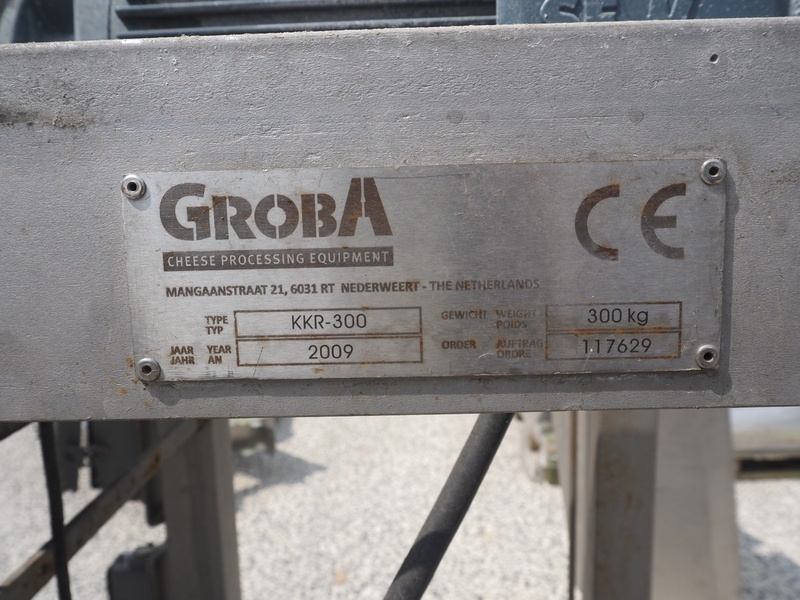 GROBA
CE
CHEESE PROCESSING EQUIPMENT
MANGAANSTRAAT 21, 6031 RT NEDERWEERT - THE NETHERLANDS
TYPE TYP KKR-300 GEWICHT WEIGHT POIDS 300 kg
JAAR JAHR YEAR AN 2009 ORDER AUFTRAG ORDRE 117629